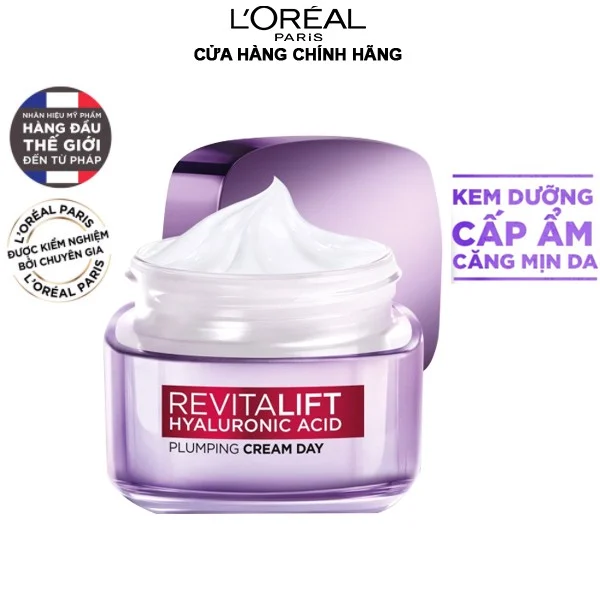 L'ORÉAL
PARIS
CỬA HÀNG CHÍNH HÃNG
NHÃN HIỆU MỸ PHẨM
HÀNG ĐẦU
THẾ GIỚI
ĐẾN TỪ PHÁP
L'ORÉAL PARIS
ĐƯỢC KIỂM NGHIỆM
BỞI CHUYÊN GIA
L'ORÉAL PARIS
KEM DƯỠNG
CẤP ẨM
CĂNG MỊN DA
REVITALIFT
HYALURONIC ACID
PLUMPING CREAM DAY